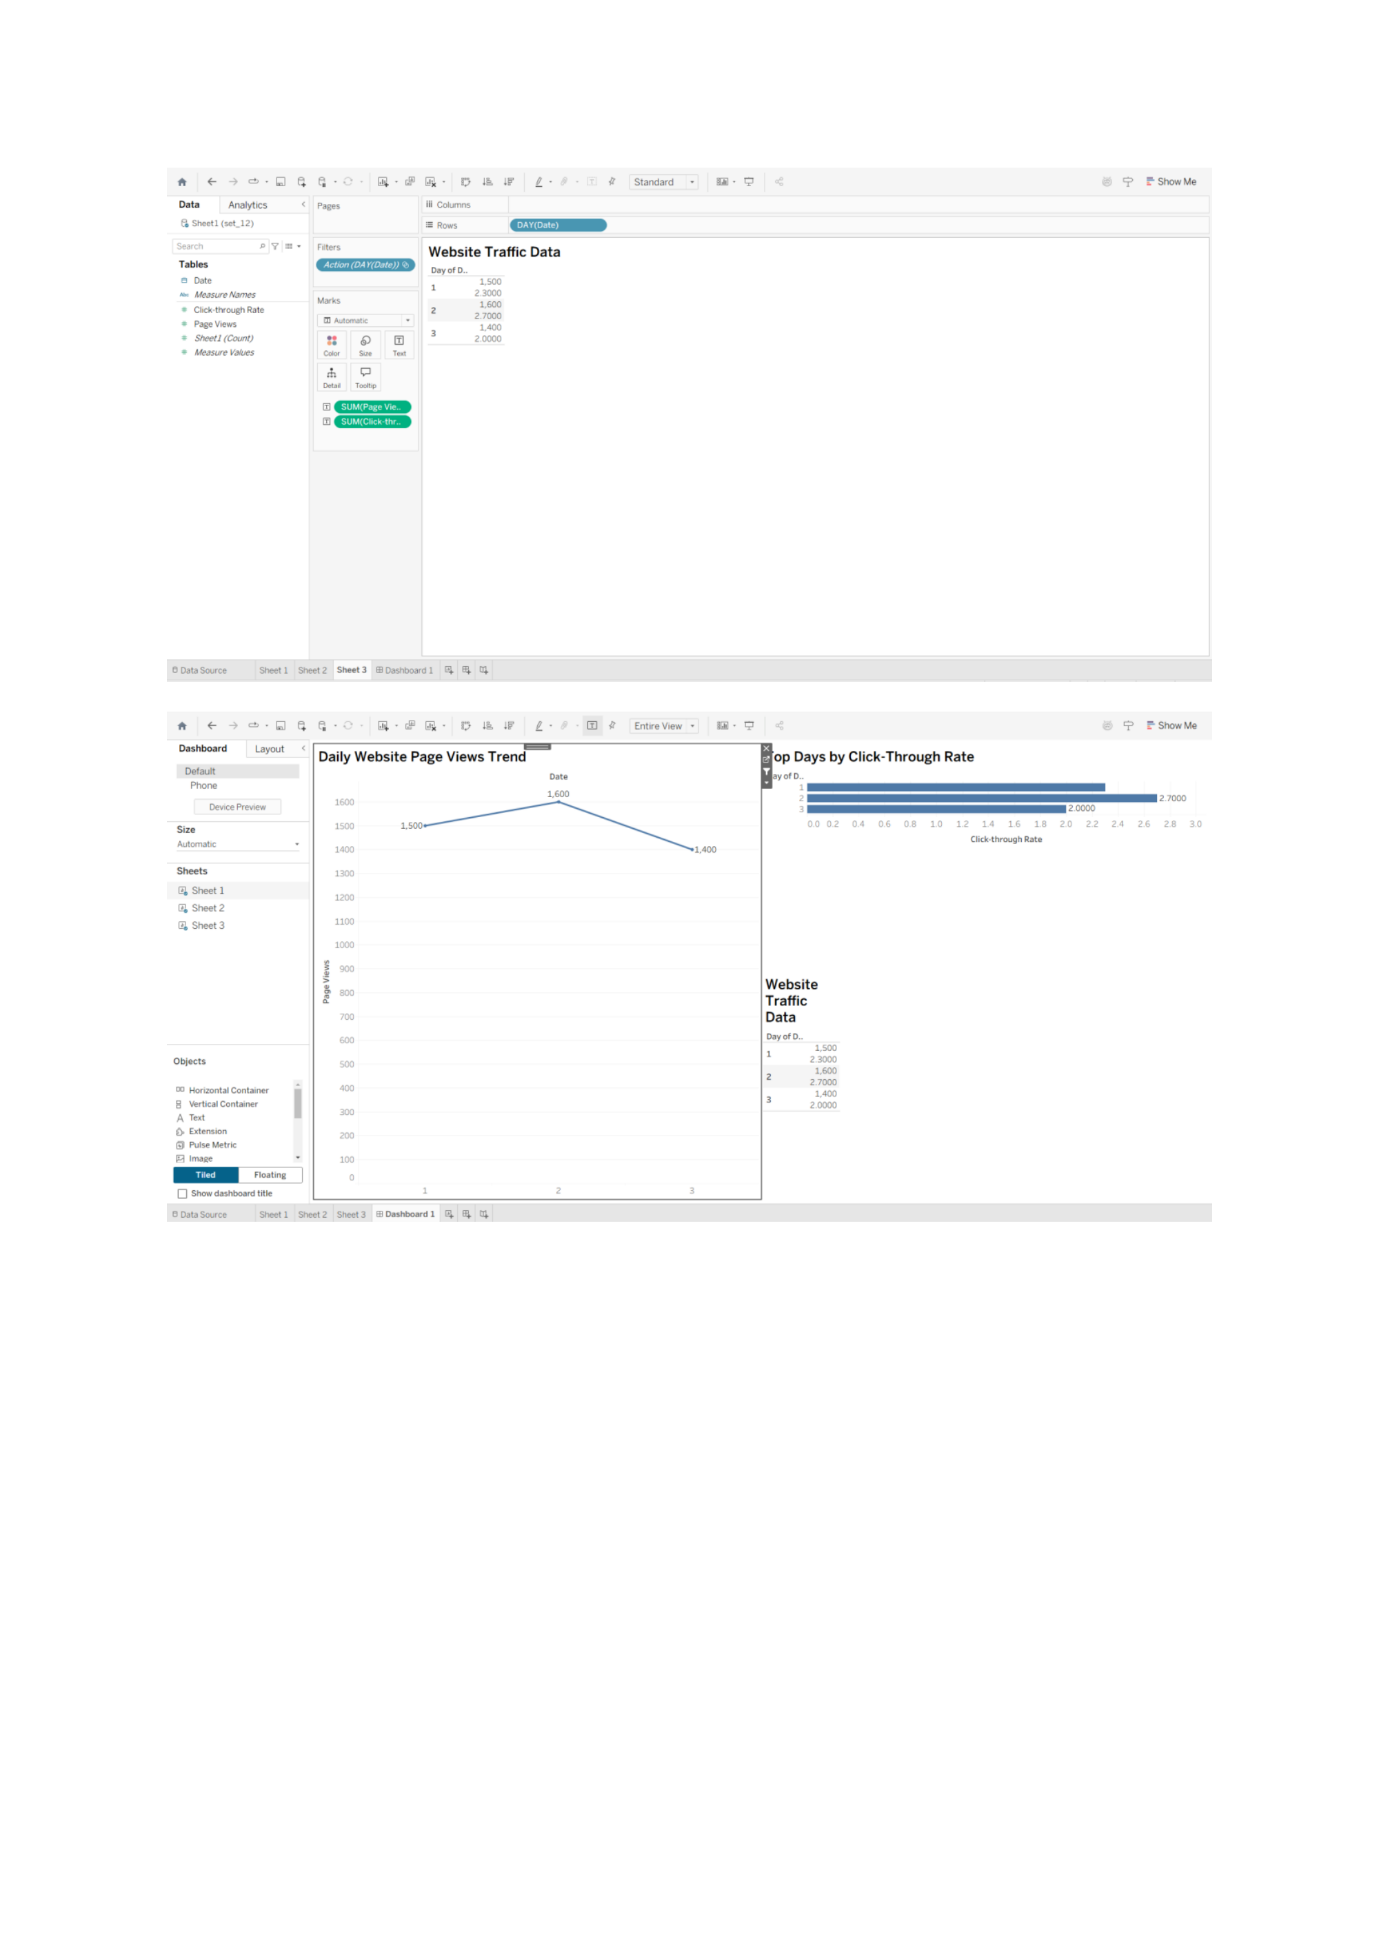 Standard
Show Me
Data Analytics
Pages
Columns
Sheet1 (set_12)
Rows DAY(Date)
Search
Filters
Action (DAY(Date))
Website Traffic Data
Tables
Day of D..
Date
Abc Measure Names
1 1,500
2.3000
Marks
Click-through Rate
2 1,600
2.7000
Automatic
Page Views
3 1,400
2.0000
Sheet1 (Count)
Measure Values
Color Size Text
Detail Tooltip
SUM(Page Vie..
SUM(Click-thr..
Data Source Sheet 1 Sheet 2 Sheet 3 Dashboard 1
Entire View
Show Me
Dashboard Layout
Default
Phone
Device Preview
Size
Automatic
Sheets
Sheet 1
Sheet 2
Sheet 3
Objects
Horizontal Container
Vertical Container
A Text
Extension
Pulse Metric
Image
Tiled Floating
Show dashboard title
Daily Website Page Views Trend
Date
1,600
1,500
1,400
Page Views
1600
1500
1400
1300
1200
1100
1000
900
800
700
600
500
400
300
200
100
0
1 2 3
op Days by Click-Through Rate
ay of D..
1
2 2.7000
3 2.0000
0.0 0.2 0.4 0.6 0.8 1.0 1.2 1.4 1.6 1.8 2.0 2.2 2.4 2.6 2.8 3.0
Click-through Rate
Website
Traffic
Data
Day of D..
1 1,500
2.3000
2 1,600
2.7000
3 1,400
2.0000
Data Source Sheet 1 Sheet 2 Sheet 3 Dashboard 1